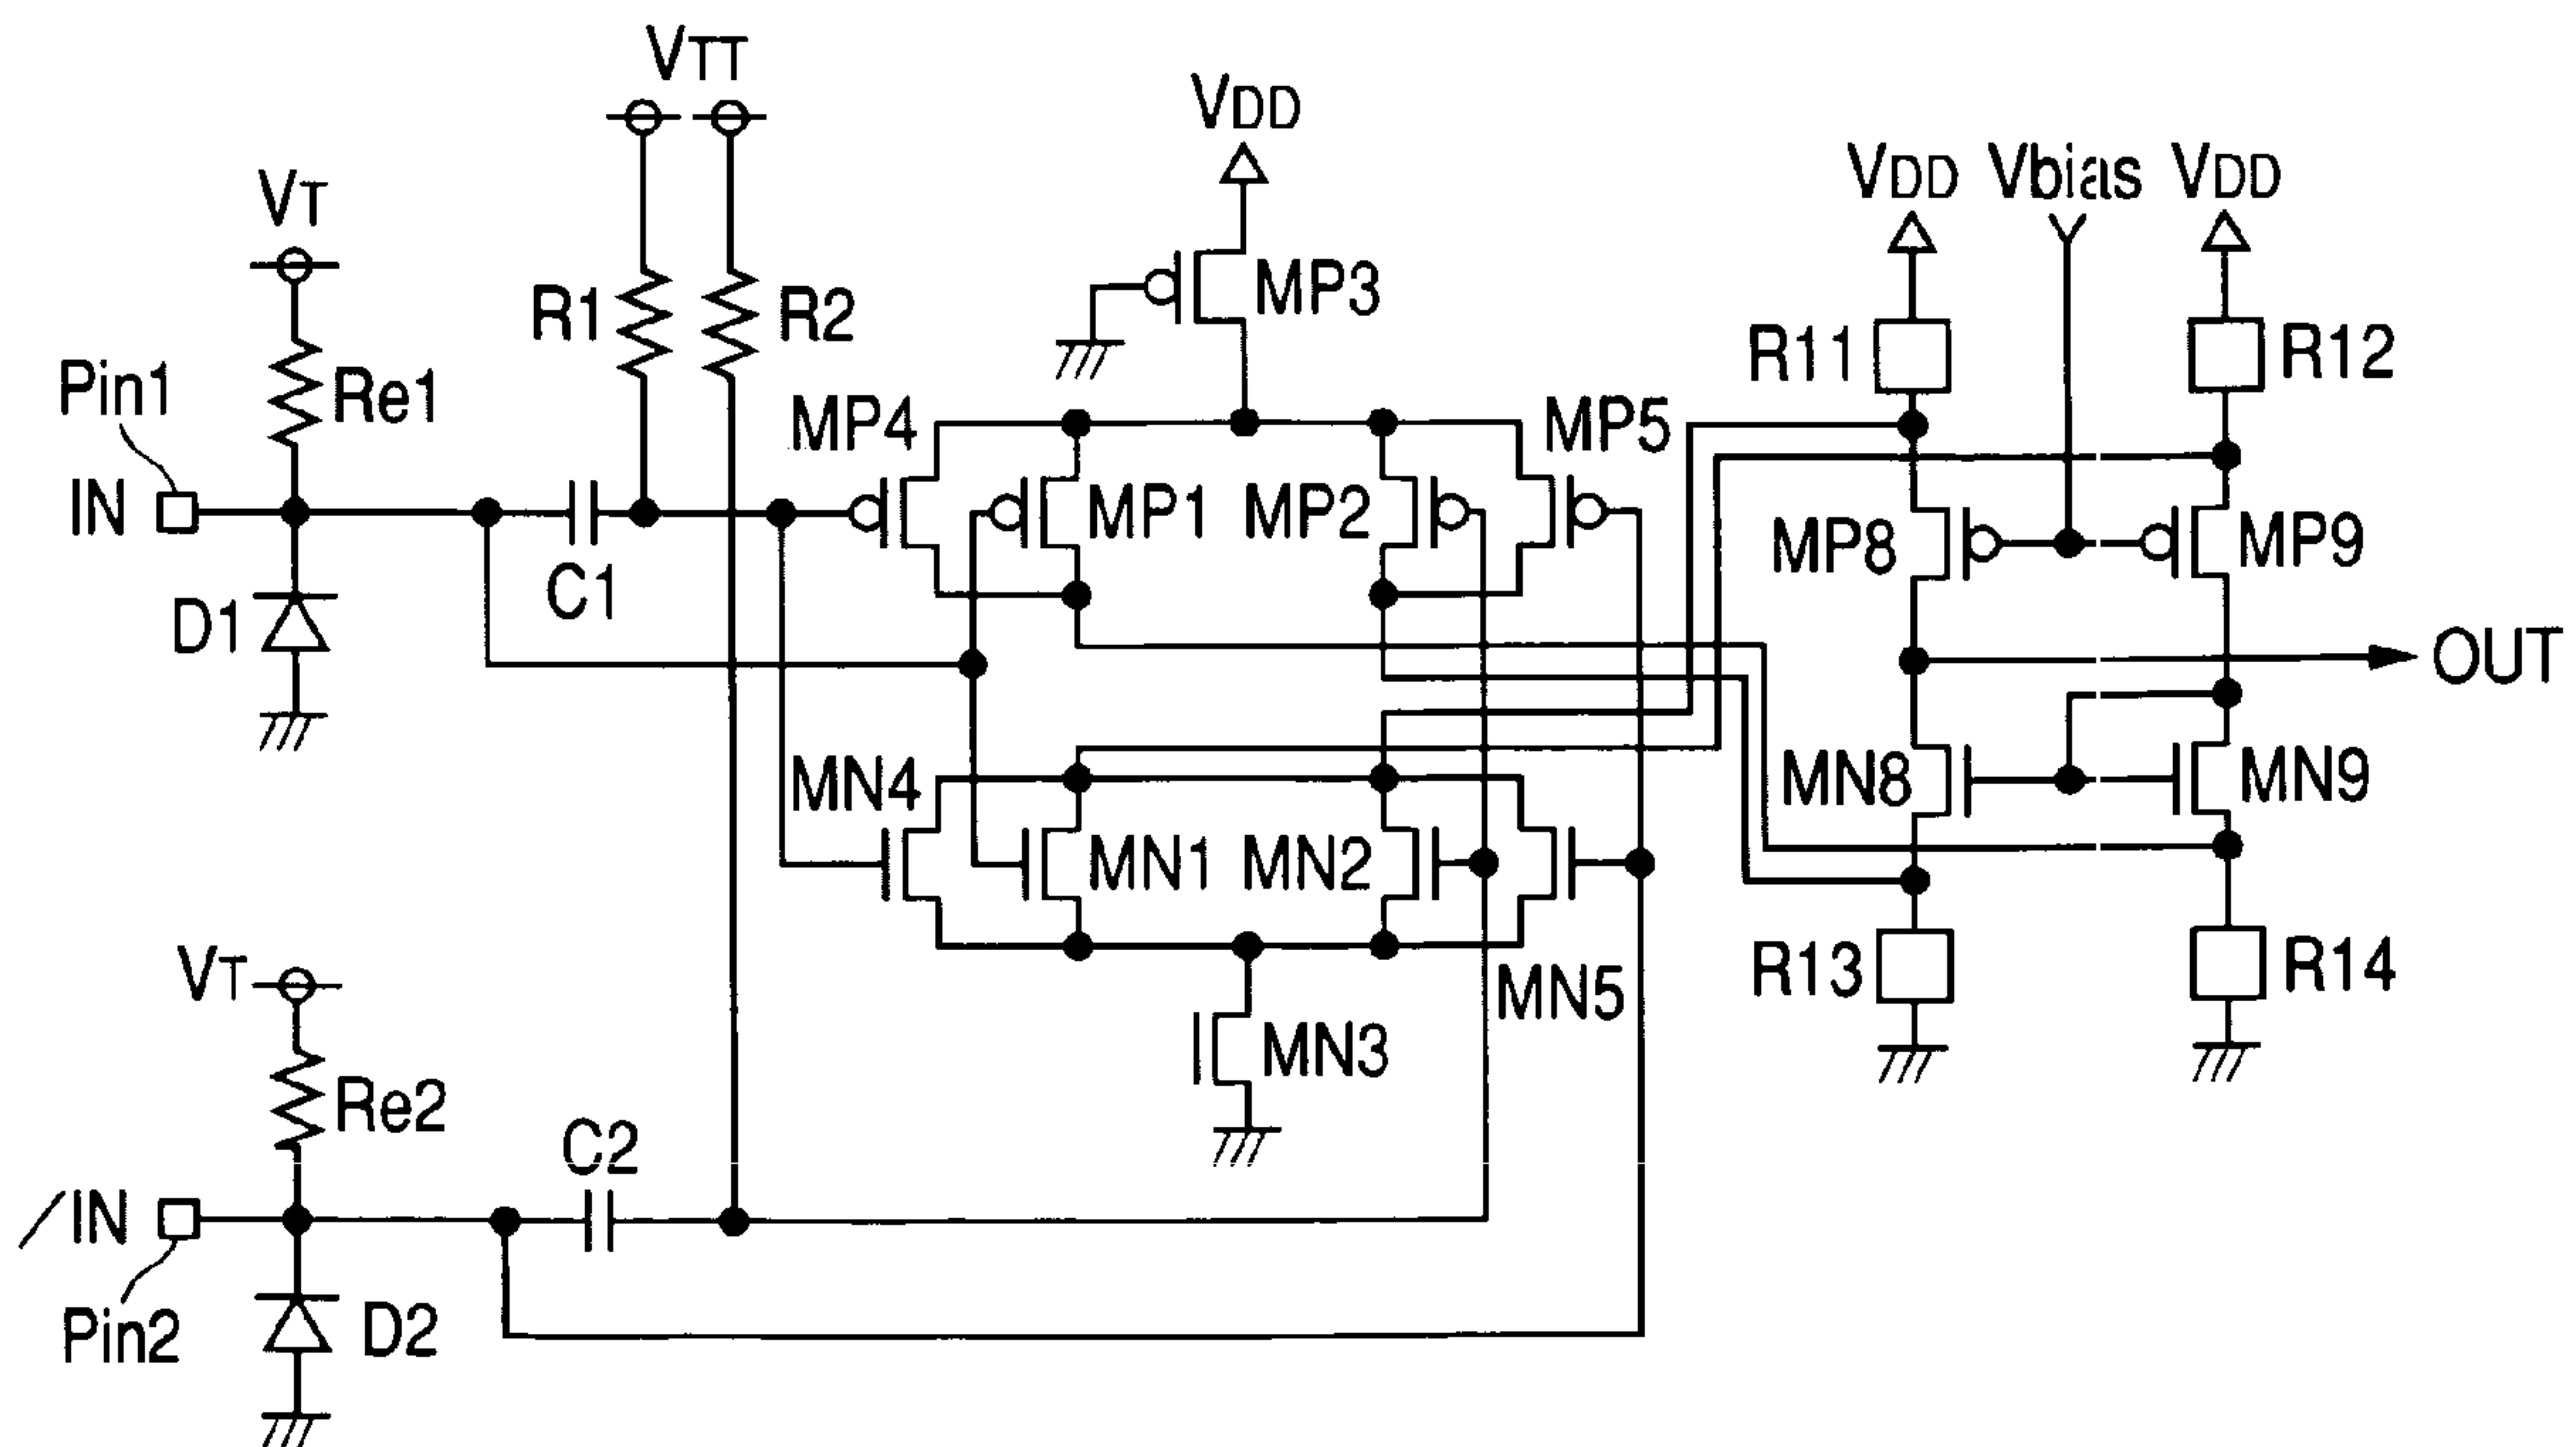 VTT
VDD
VT
VDD Vbias VDD
R1
R2
MP3
Pin1
Re1
R11
R12
MP4
MP5
IN
MP1
MP2
MP8
MP9
C1
D1
OUT
MN4
MN8
MN9
MN1
MN2
VT
R13
R14
MN5
MN3
Re2
C2
/IN
Pin2
D2